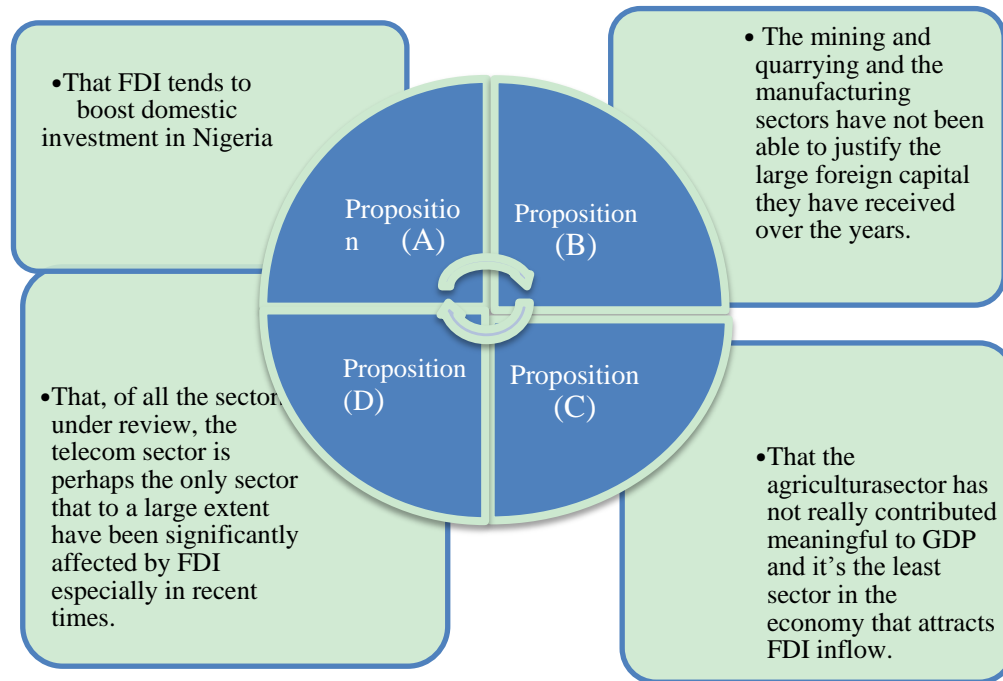 •That FDI tends to
boost domestic
investment in Nigeria
• The mining and
quarrying and the
manufacturing
sectors have not been
able to justify the
large foreign capital
they have received
over the years.
Propositio
n (A)
Proposition
(B)
Proposition
(D)
Proposition
(C)
•That, of all the sector
under review, the
telecom sector is
perhaps the only sector
that to a large extent
have been significantly
affected by FDI
especially in recent
times.
•That the
agriculturasector has
not really contributed
meaningful to GDP
and it’s the least
sector in the
economy that attracts
FDI inflow.